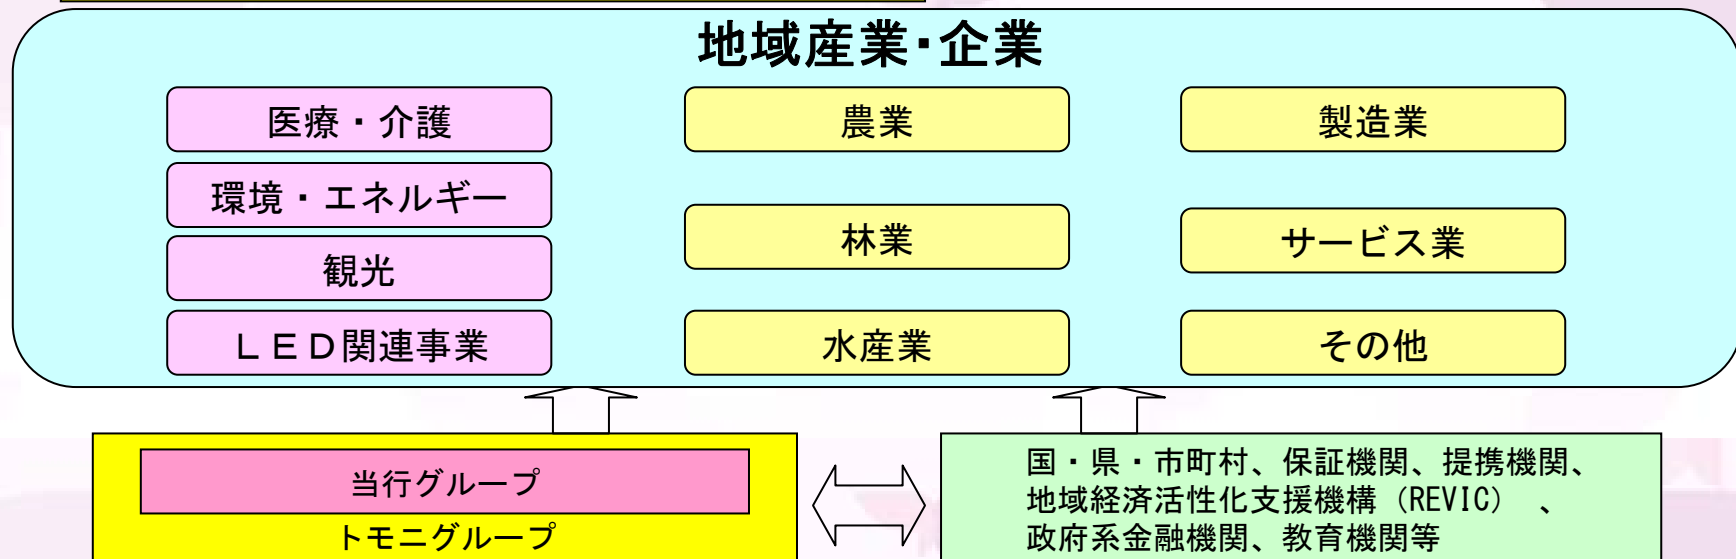 地域産業・企業
医療・介護
農業
製造業
環境・エネルギー
林業
サービス業
観光
ＬＥＤ関連事業
水産業
その他
当行グループ
トモニグループ
国・県・市町村、保証機関、提携機関、
地域経済活性化支援機構（REVIC）　、
政府系金融機関、教育機関等